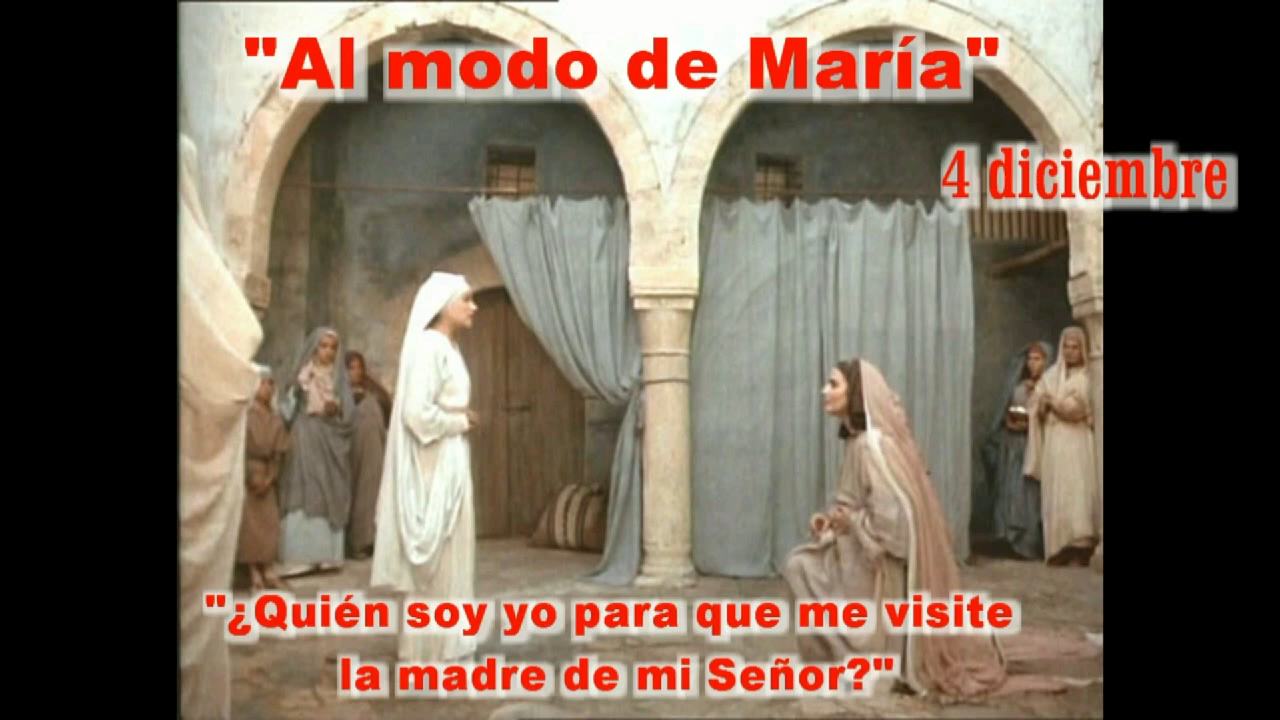 "Al modo de María"
4 diciembre
"¿Quién soy yo para que me visite
la madre de mi Señor?"